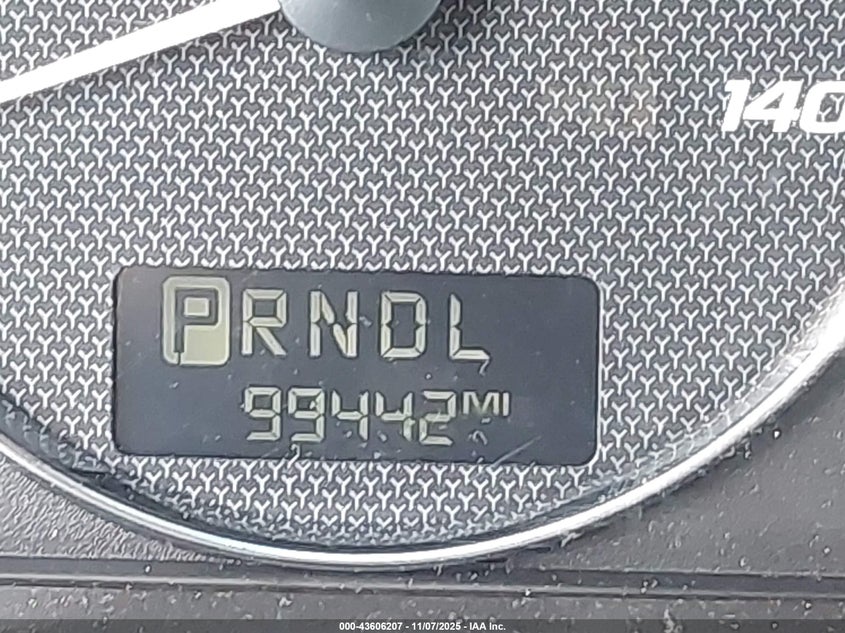 140
PRNDL
99442MI
000-43606207 - 11/07/2025 - IAA Inc.